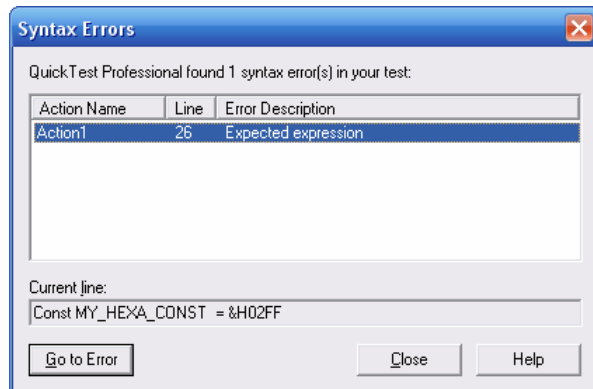 Syntax Errors
QuickTest Professional found 1 syntax error(s) in your test:
Action Name Line Error Description
Action1 26 Expected expression
Current line:
Const MY_HEXA_CONST = &H02FF
Go to Error Close Help